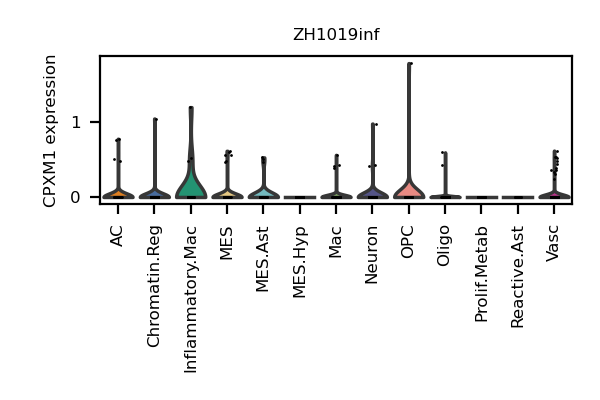 ZH1019inf
CPXM1 expression
1
0
AC
Chromatin.Reg
Inflammatory.Mac
MES
MES.Ast
MES.Hyp
Mac
Neuron
OPC
Oligo
Prolif.Metab
Reactive.Ast
Vasc